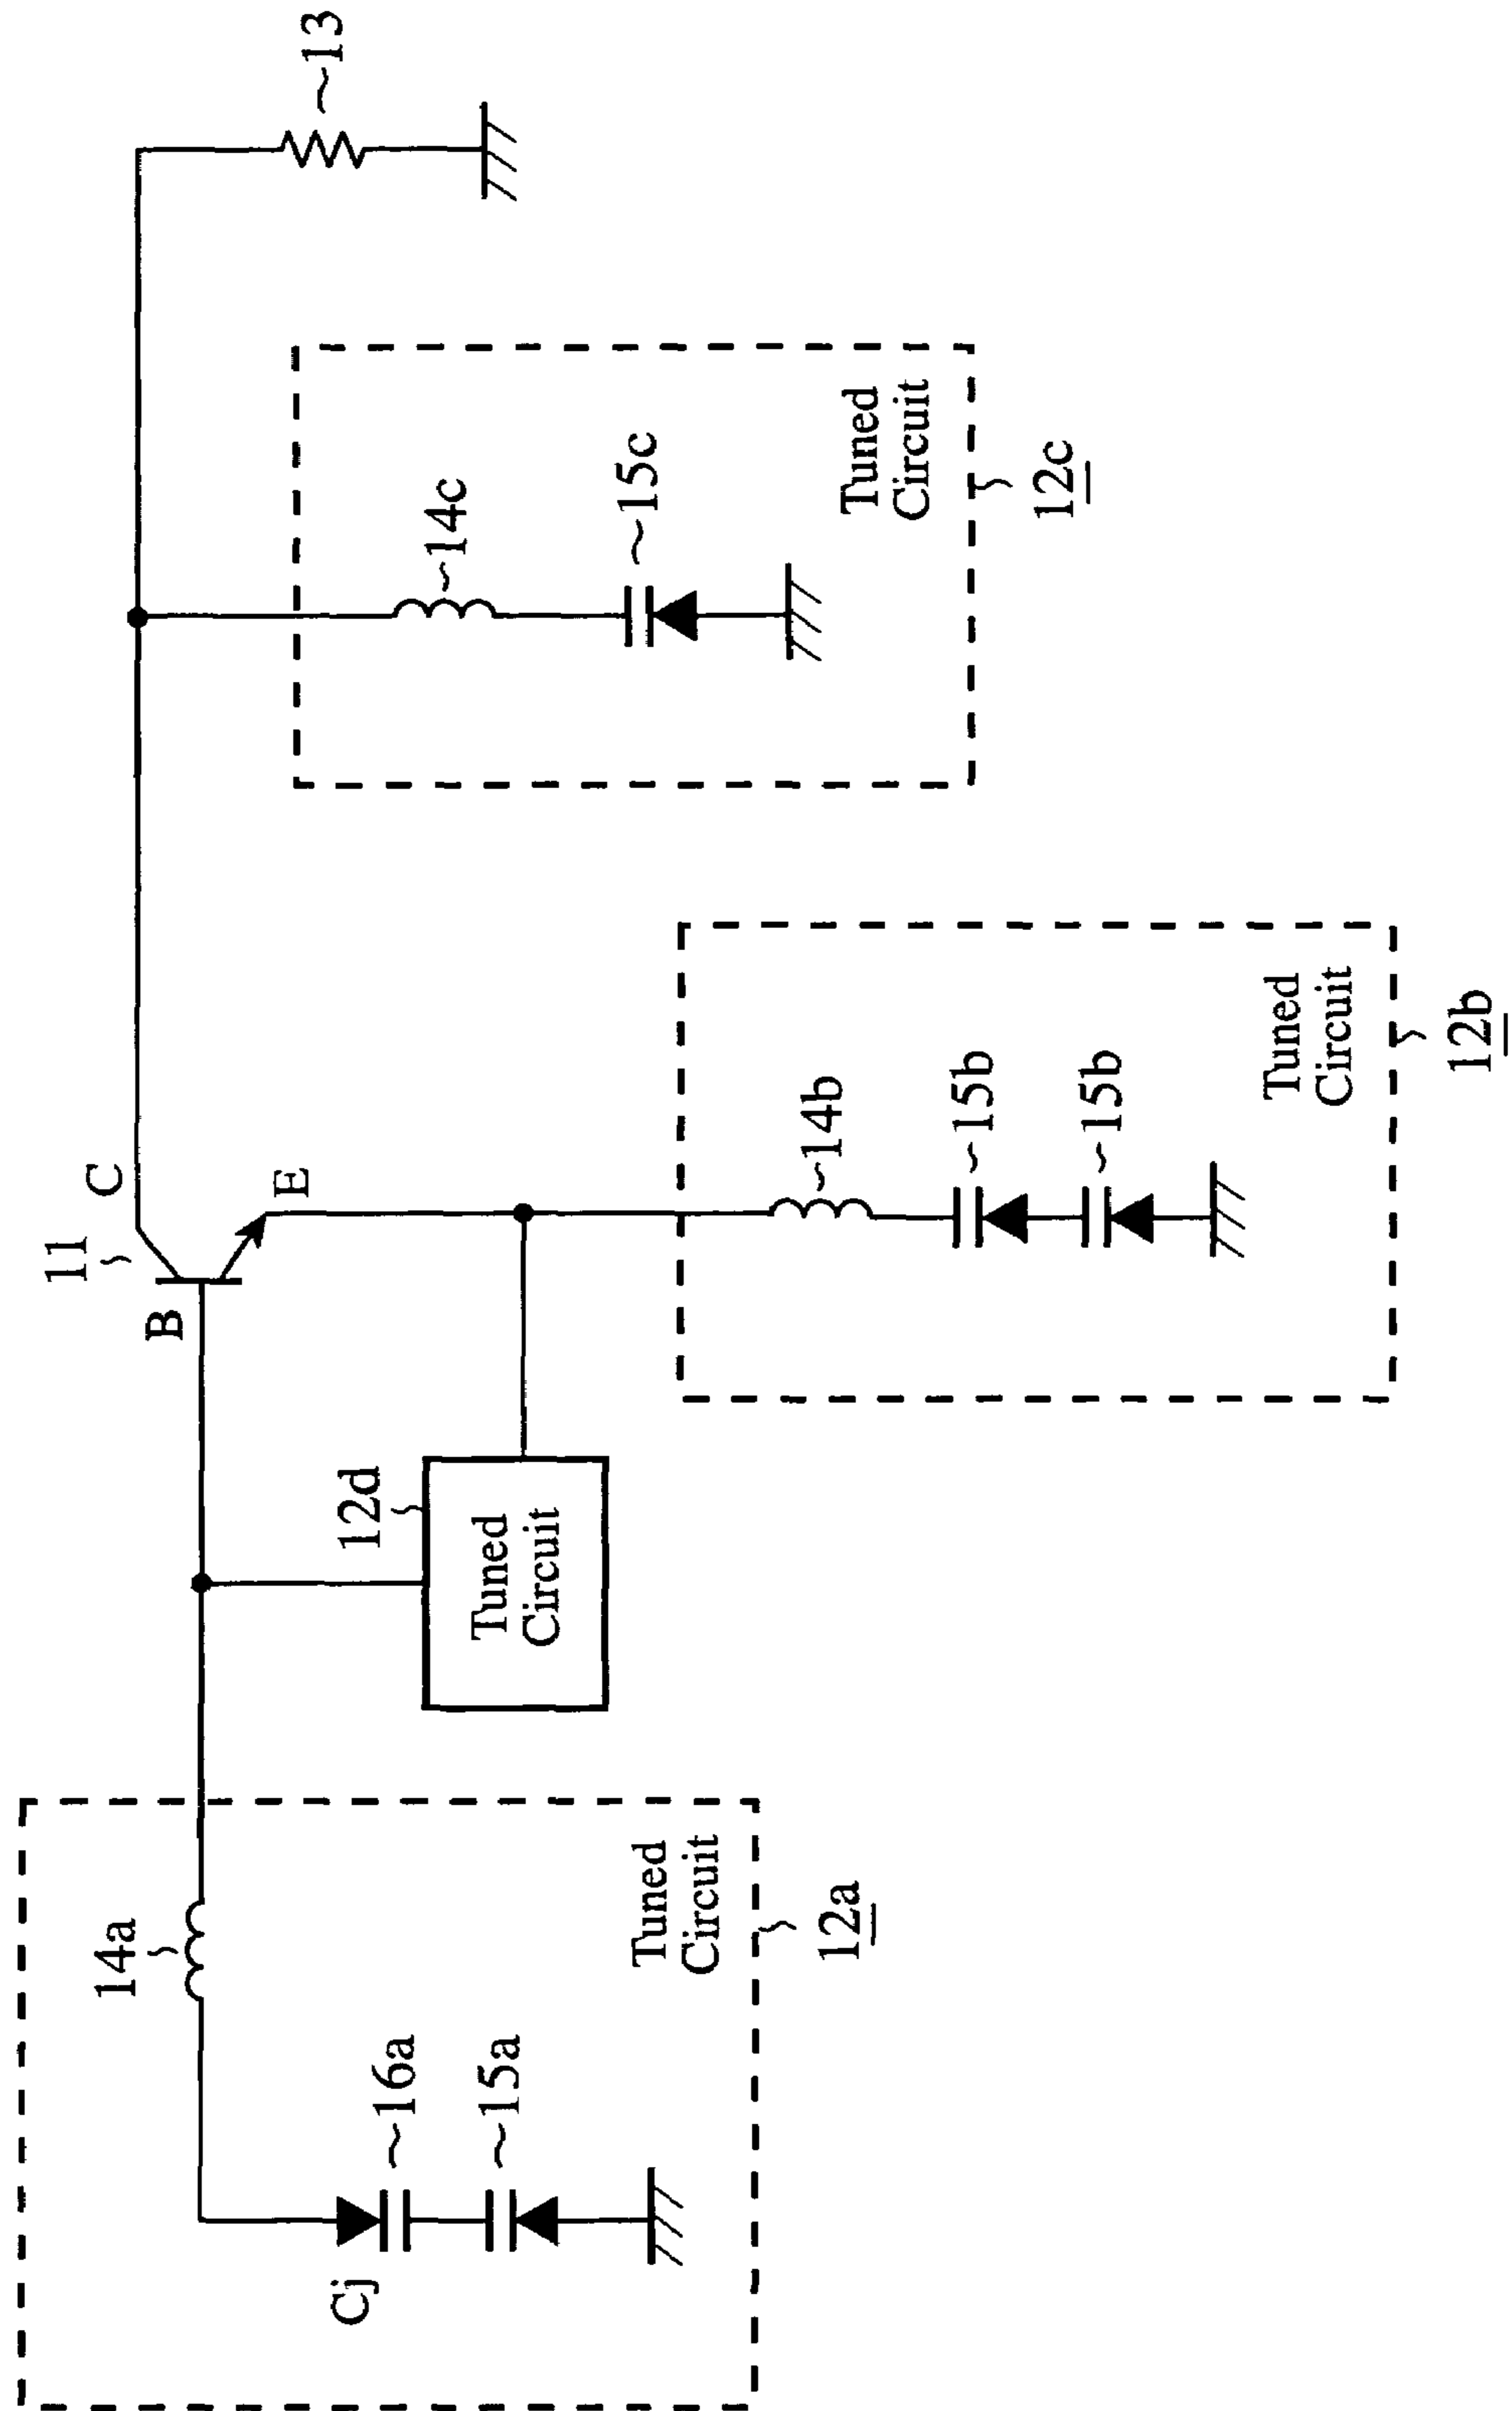 14a
Cj
16a
15a
Tuned
Circuit
12a
12d
Tuned
Circuit
11
B
C
E
14b
15b
15b
Tuned
Circuit
12b
14c
15c
Tuned
Circuit
12c
13